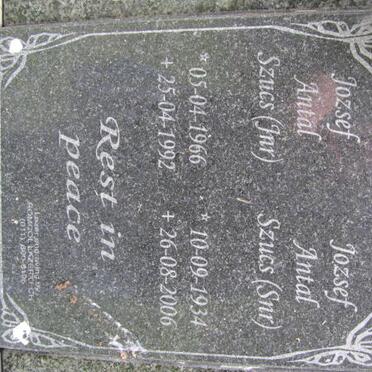 Jozsef Jozsef
Antal Antal
Szucs (Jnr) Szucs (Snr)
* 05-04-1966 * 10-09-1934
+ 25-04-1992 + 26-08-2006
Rest in
peace